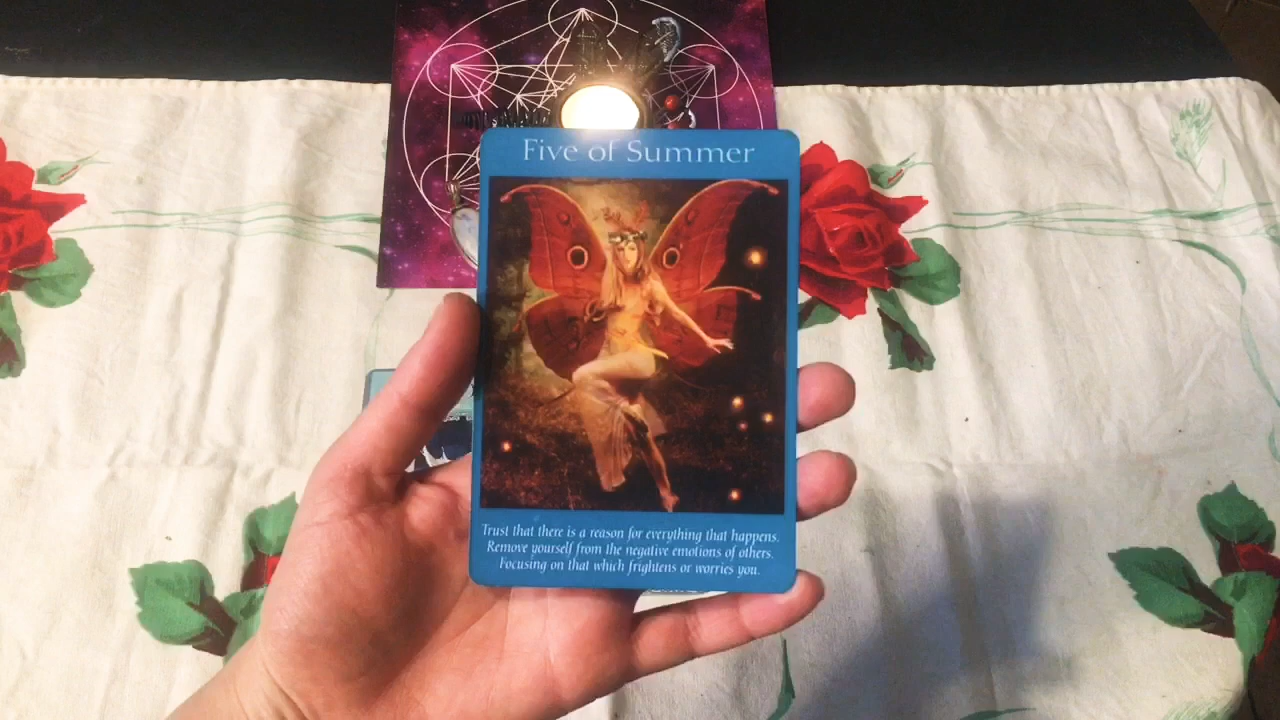 Five of Summer
Trust that there is a reason for everything that happens.
Remove yourself from the negative emotions of others.
Focusing on that which frightens or worries you.